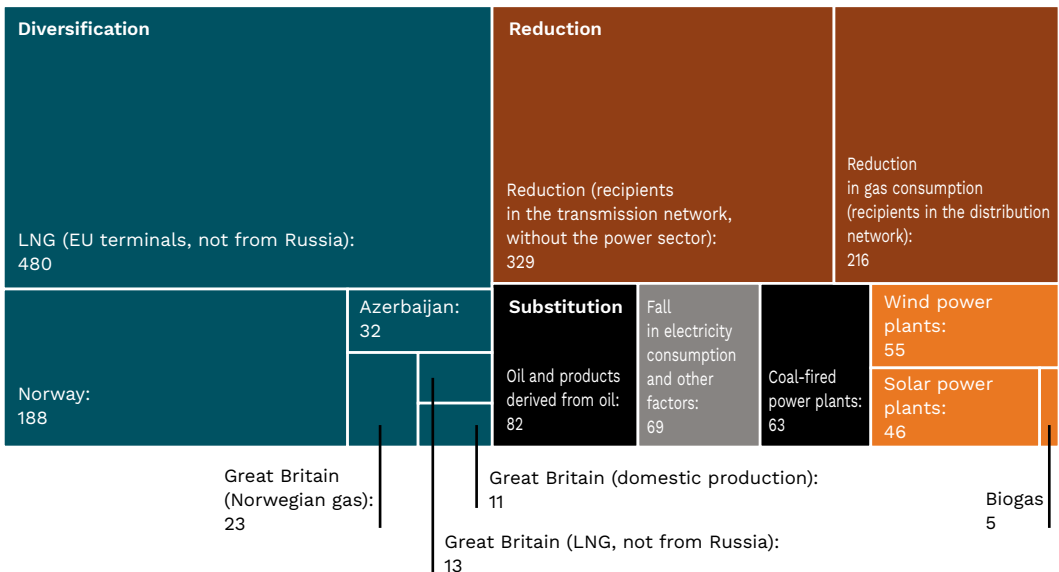 Diversification
LNG (EU terminals, not from Russia):
480
Norway:
188
Azerbaijan:
32
Great Britain
(Norwegian gas):
23
Great Britain (LNG, not from Russia):
13
Great Britain (domestic production):
11
Reduction
Reduction (recipients
in the transmission network,
without the power sector):
329
Reduction
in gas consumption
(recipients in the distribution
network):
216
Substitution
Oil and products
derived from oil:
82
Fall
in electricity
consumption
and other
factors:
69
Coal-fired
power plants:
63
Wind power
plants:
55
Solar power
plants:
46
Biogas
5